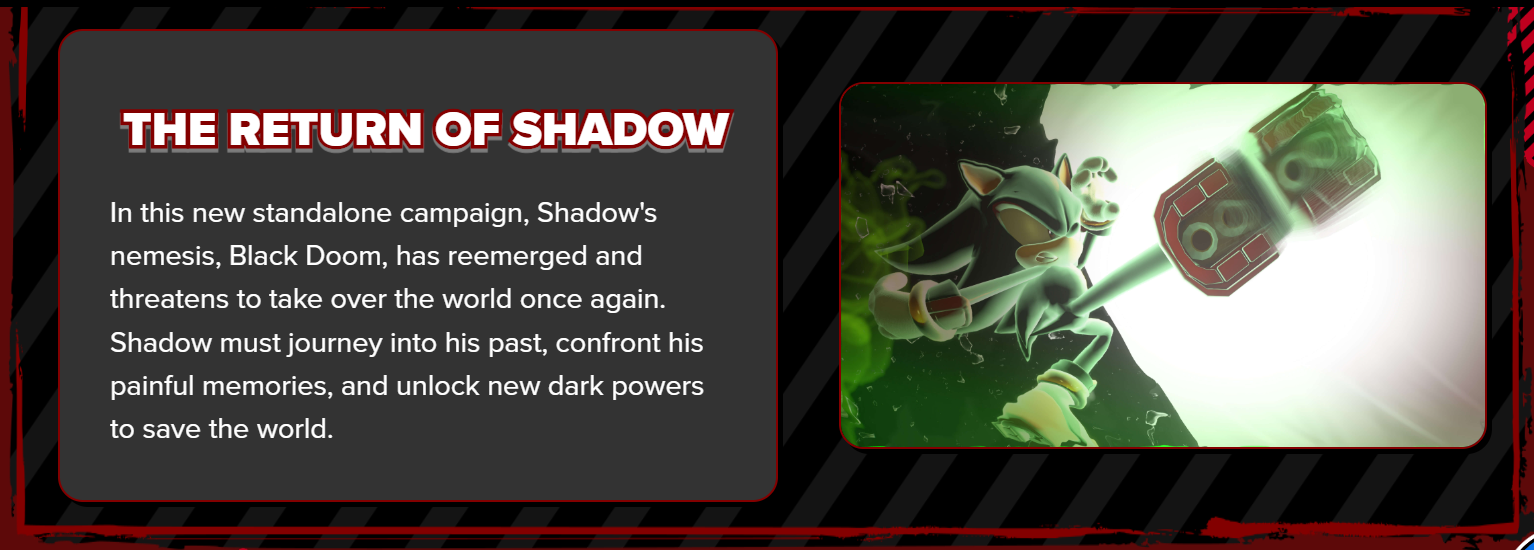 THE RETURN OF SHADOW
In this new standalone campaign, Shadow's
nemesis, Black Doom, has reemerged and
threatens to take over the world once again.
Shadow must journey into his past, confront his
painful memories, and unlock new dark powers
to save the world.